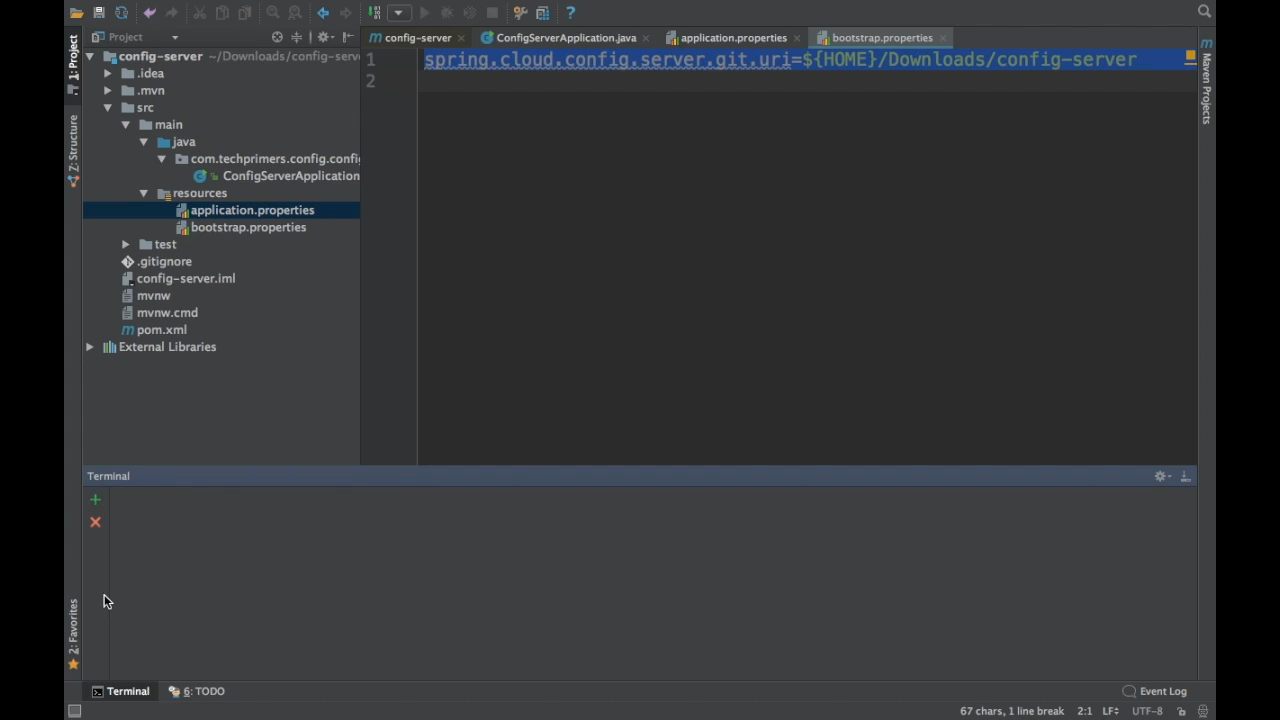 Project
config-server
ConfigServerApplication.java
application.properties
bootstrap.properties
1: Project
Z: Structure
2: Favorites
Maven Projects
config-server ~/Downloads/config-serv
.idea
.mvn
src
main
java
com.techprimers.config.confi
ConfigServerApplication
resources
application.properties
bootstrap.properties
test
.gitignore
config-server.iml
mvnw
mvnw.cmd
pom.xml
External Libraries
1 spring.cloud.config.server.git.uri=${HOME}/Downloads/config-server
2
Terminal
Terminal
6: TODO
Event Log
67 chars, 1 line break 2:1 LF UTF-8